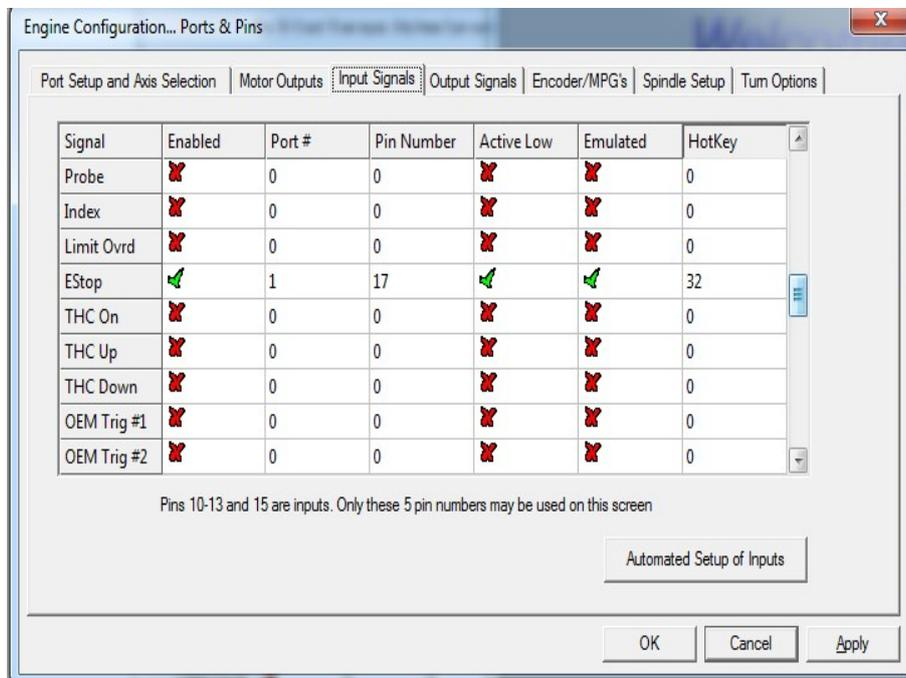 Engine Configuration... Ports & Pins
Port Setup and Axis Selection Motor Outputs Input Signals Output Signals Encoder/MPG's Spindle Setup Turn Options
Signal Enabled Port # Pin Number Active Low Emulated HotKey
Probe 0 0 0
Index 0 0 0
Limit Ovrd 0 0 0
EStop 1 17 32
THC On 0 0 0
THC Up 0 0 0
THC Down 0 0 0
OEM Trig #1 0 0 0
OEM Trig #2 0 0 0
Pins 10-13 and 15 are inputs. Only these 5 pin numbers may be used on this screen
Automated Setup of Inputs
OK Cancel Apply